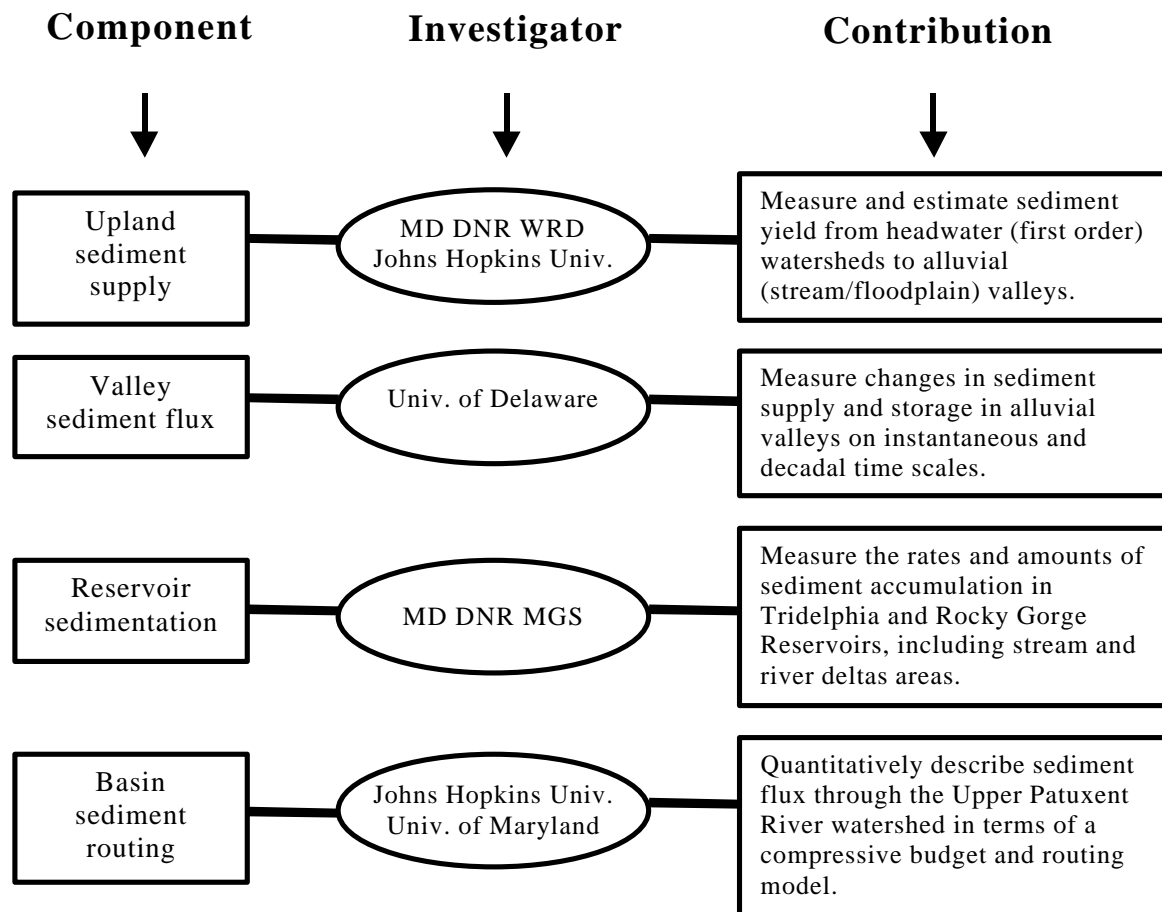 Component
Investigator
Contribution
Upland
sediment
supply
MD DNR WRD
Johns Hopkins Univ.
Measure and estimate sediment
yield from headwater (first order)
watersheds to alluvial
(stream/floodplain) valleys.
Valley
sediment flux
Univ. of Delaware
Measure changes in sediment
supply and storage in alluvial
valleys on instantaneous and
decadal time scales.
Reservoir
sedimentation
MD DNR MGS
Measure the rates and amounts of
sediment accumulation in
Tridelphia and Rocky Gorge
Reservoirs, including stream and
river deltas areas.
Basin
sediment
routing
Johns Hopkins Univ.
Univ. of Maryland
Quantitatively describe sediment
flux through the Upper Patuxent
River watershed in terms of a
compressive budget and routing
model.